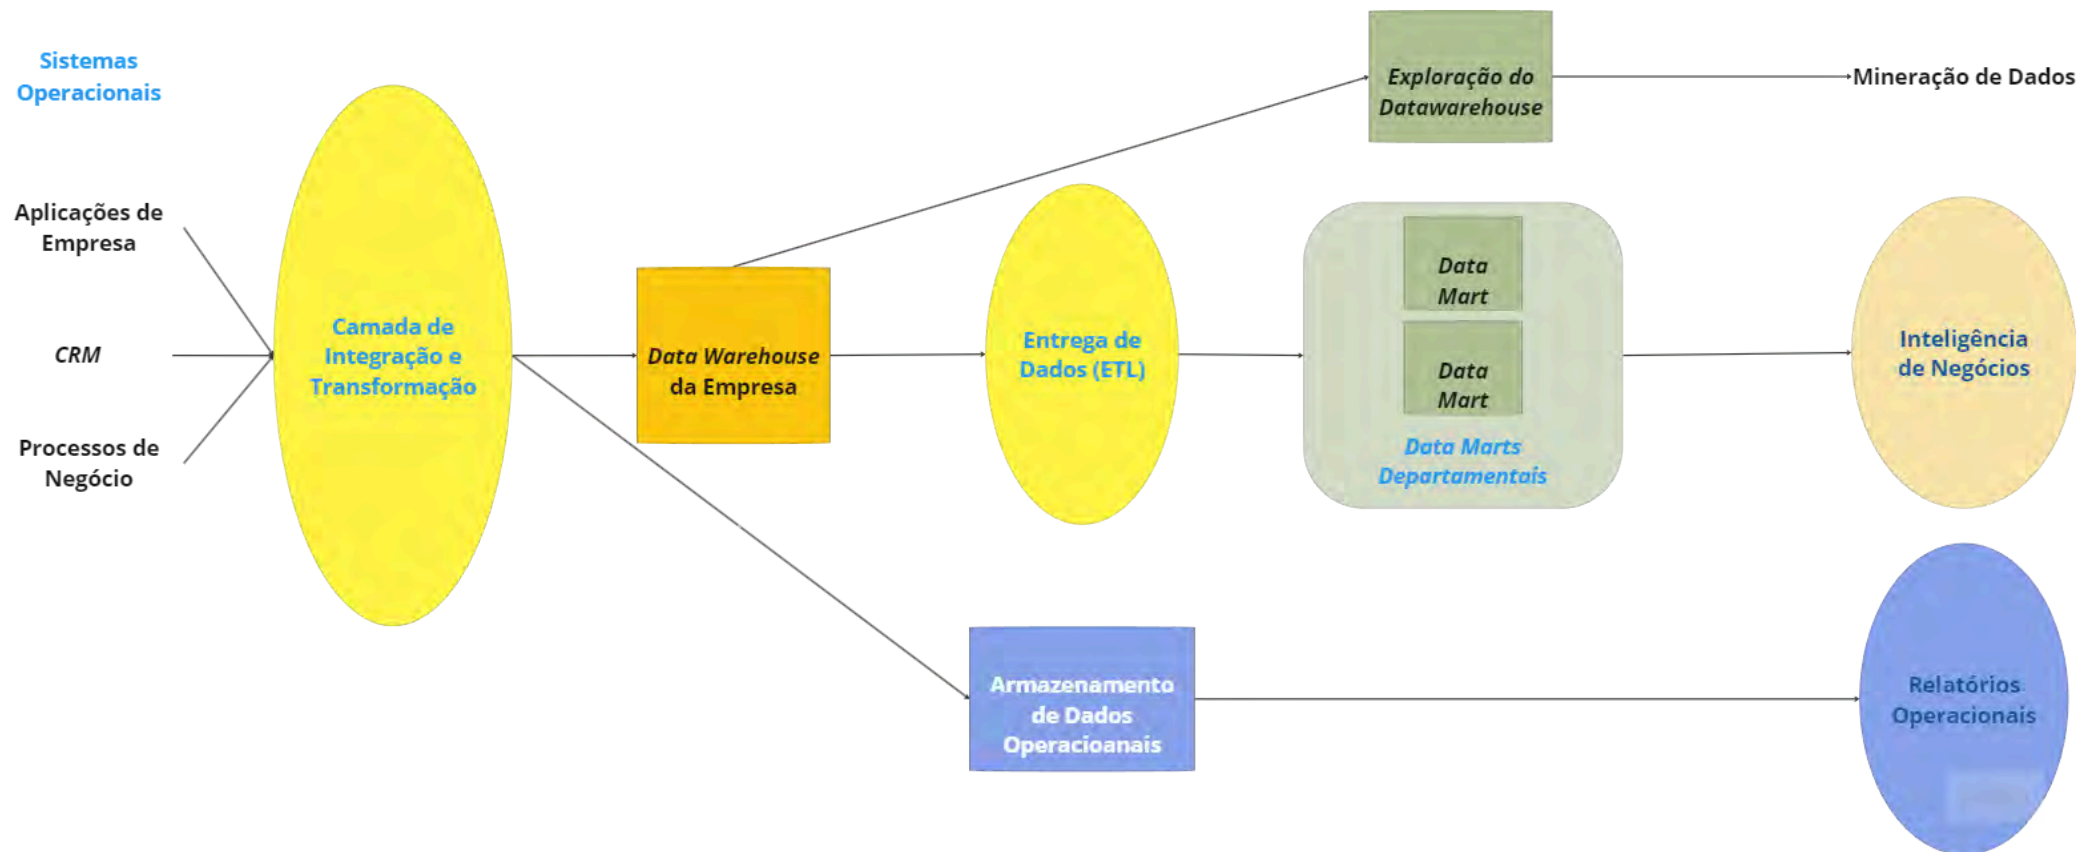 Sistemas
Operacionais
Aplicações de
Empresa
CRM
Processos de
Negócio
Camada de
Integração e
Transformação
Data Warehouse
da Empresa
Exploração do
Datawarehouse
Mineração de Dados
Entrega de
Dados (ETL)
Data
Mart
Data
Mart
Data Marts
Departamentais
Inteligência
de Negócios
Armazenamento
de Dados
Operacioanais
Relatórios
Operacionais